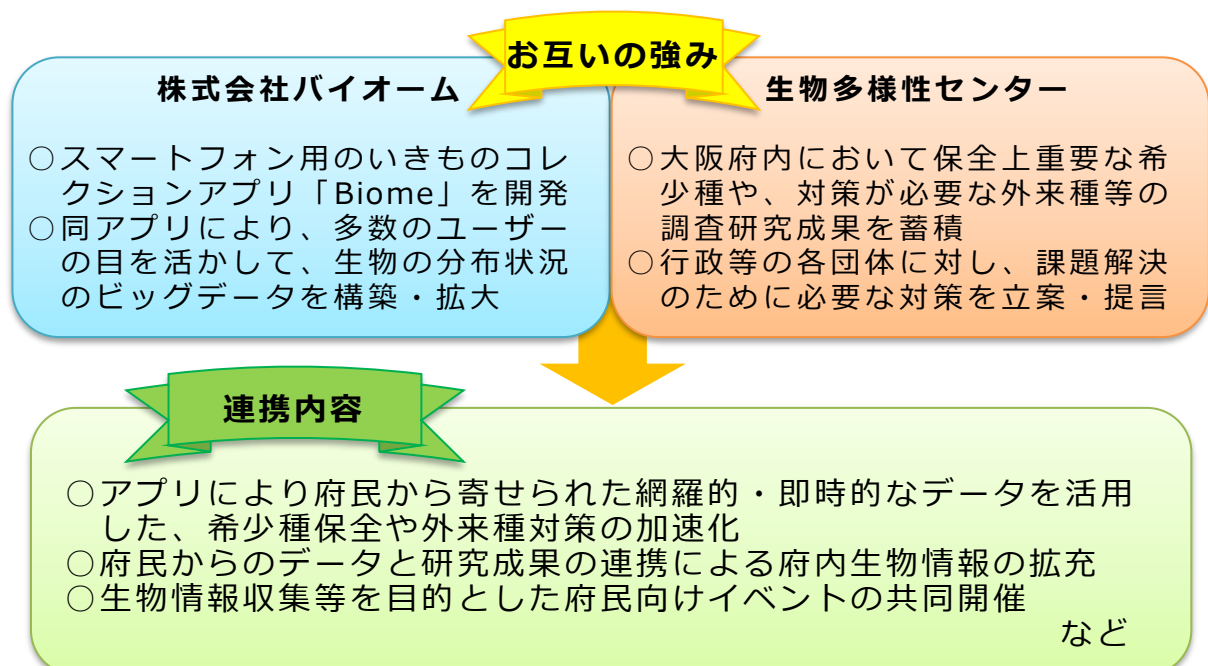 お互いの強み
株式会社バイオーム
○スマートフォン用のいきものコレ
クションアプリ「Biome」を開発
○同アプリにより、多数のユーザー
の目を活かして、生物の分布状況
のビッグデータを構築・拡大
生物多様性センター
○大阪府内において保全上重要な希
少種や、対策が必要な外来種等の
調査研究成果を蓄積
○行政等の各団体に対し、課題解決
のために必要な対策を立案・提言
連携内容
○アプリにより府民から寄せられた網羅的・即時的なデータを活用
した、希少種保全や外来種対策の加速化
○府民からのデータと研究成果の連携による府内生物情報の拡充
○生物情報収集等を目的とした府民向けイベントの共同開催
など